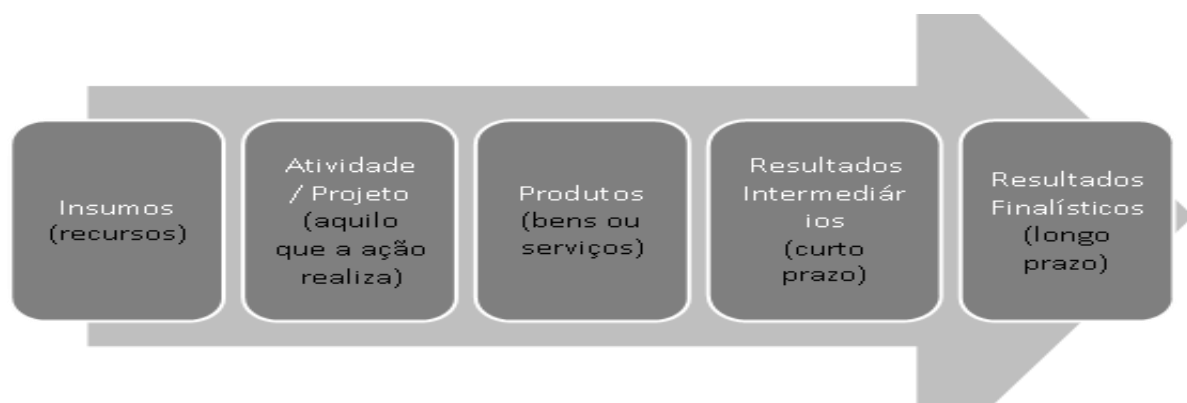 Insumos
(recursos)
Atividade
/ Projeto
(aquilo
que a ação
realiza)
Produtos
(bens ou
serviços)
Resultados
Intermediár
ios
(curto
prazo)
Resultados
Finalísticos
(longo
prazo)